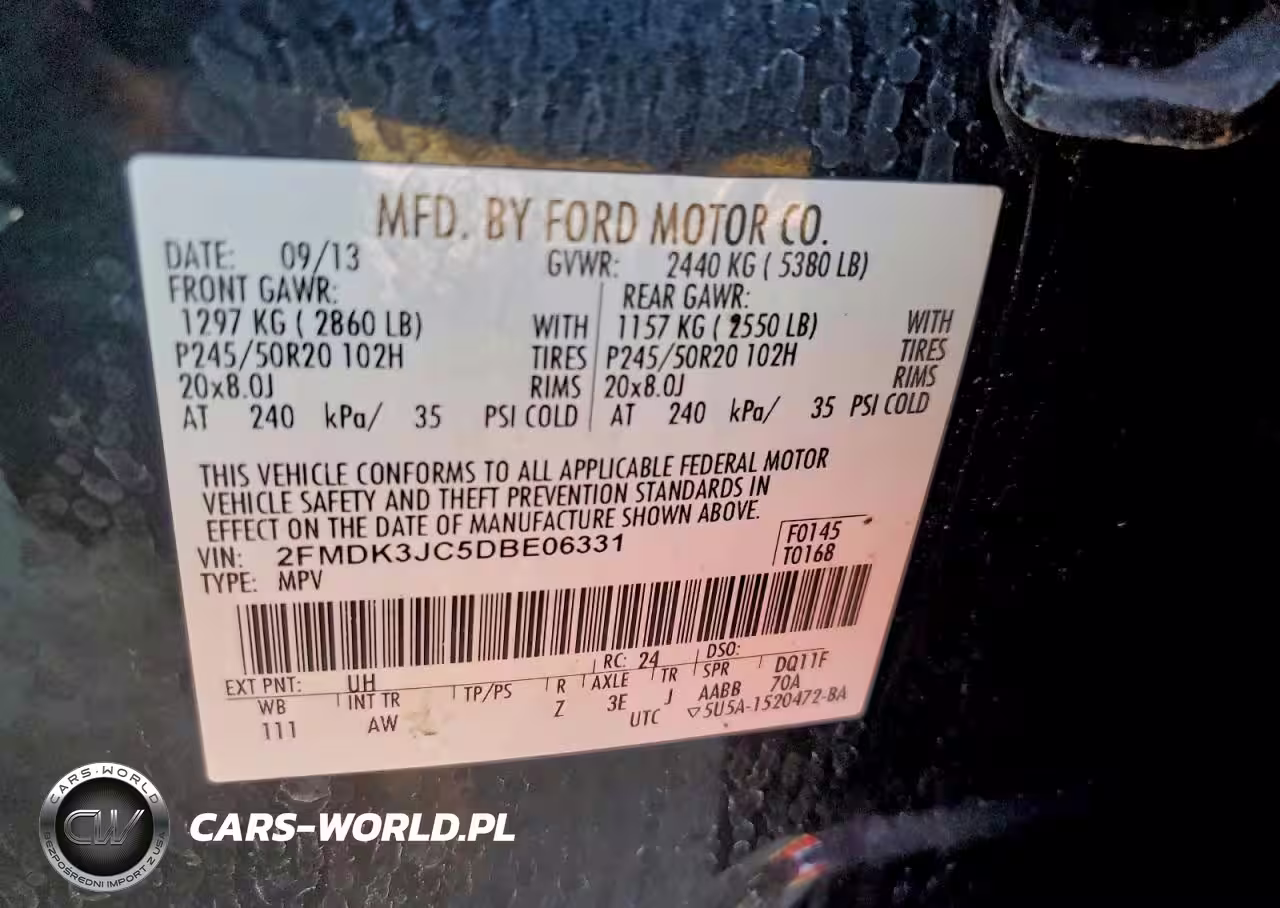 MFD. BY FORD MOTOR CO.
DATE: 09/13 GVWR: 2440 KG ( 5380 LB)
FRONT GAWR: REAR GAWR:
1297 KG ( 2860 LB) WITH 1157 KG ( 2550 LB) WITH
P245/50R20 102H TIRES P245/50R20 102H TIRES
20x8.0J RIMS 20x8.0J RIMS
AT 240 kPa/ 35 PSI COLD AT 240 kPa/ 35 PSI COLD
THIS VEHICLE CONFORMS TO ALL APPLICABLE FEDERAL MOTOR
VEHICLE SAFETY AND THEFT PREVENTION STANDARDS IN
EFFECT ON THE DATE OF MANUFACTURE SHOWN ABOVE.
VIN: 2FMDK3JC5DBE06331 F0145
TYPE: MPV T0168
EXT PNT: UH RC: 24 DSO:
WB INT TR TP/PS R AXLE TR SPR DQ11F
111 AW Z 3E J AABB 70A
UTC ▽5U5A-1520472-BA
CARS-WORLD
CW
BEZPOŚREDNI IMPORT Z USA
CARS-WORLD.PL